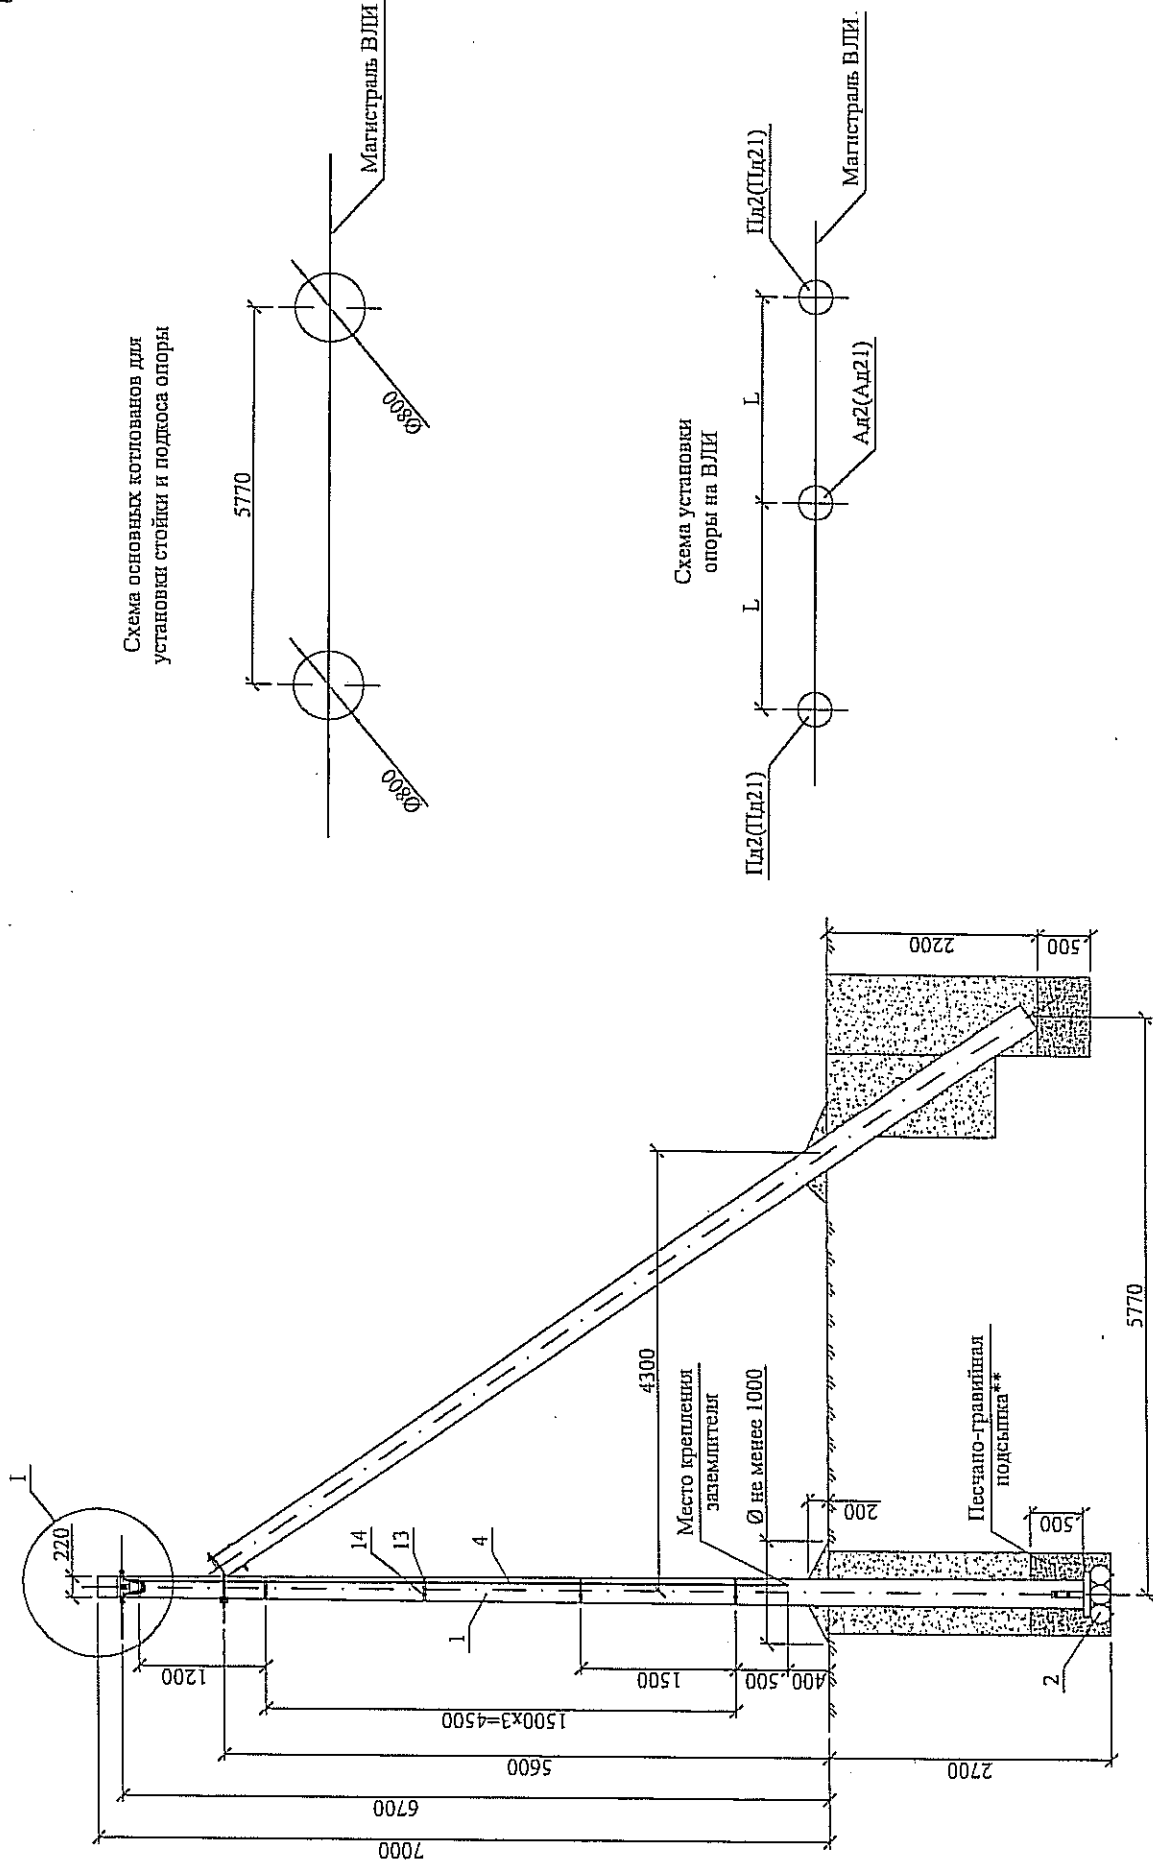 Схема основных котлованов для
установки стойки и подкоса опоры
5770
Ф800
Ф800
Магистраль ВЛИ
Схема установки
опоры на ВЛИ
L
L
Пд2(Пд21)
Ад2(Ад21)
Пд2(Пд21)
Магистраль ВЛИ
I
220
14
13
4
1
1200
1500х3=4500
1500
500
400
5600
6700
7000
2700
4300
Место крепления
заземлителя
Ø не менее 1000
200
Песчано-гравийная
подсыпка**
500
2
5770
2200
500